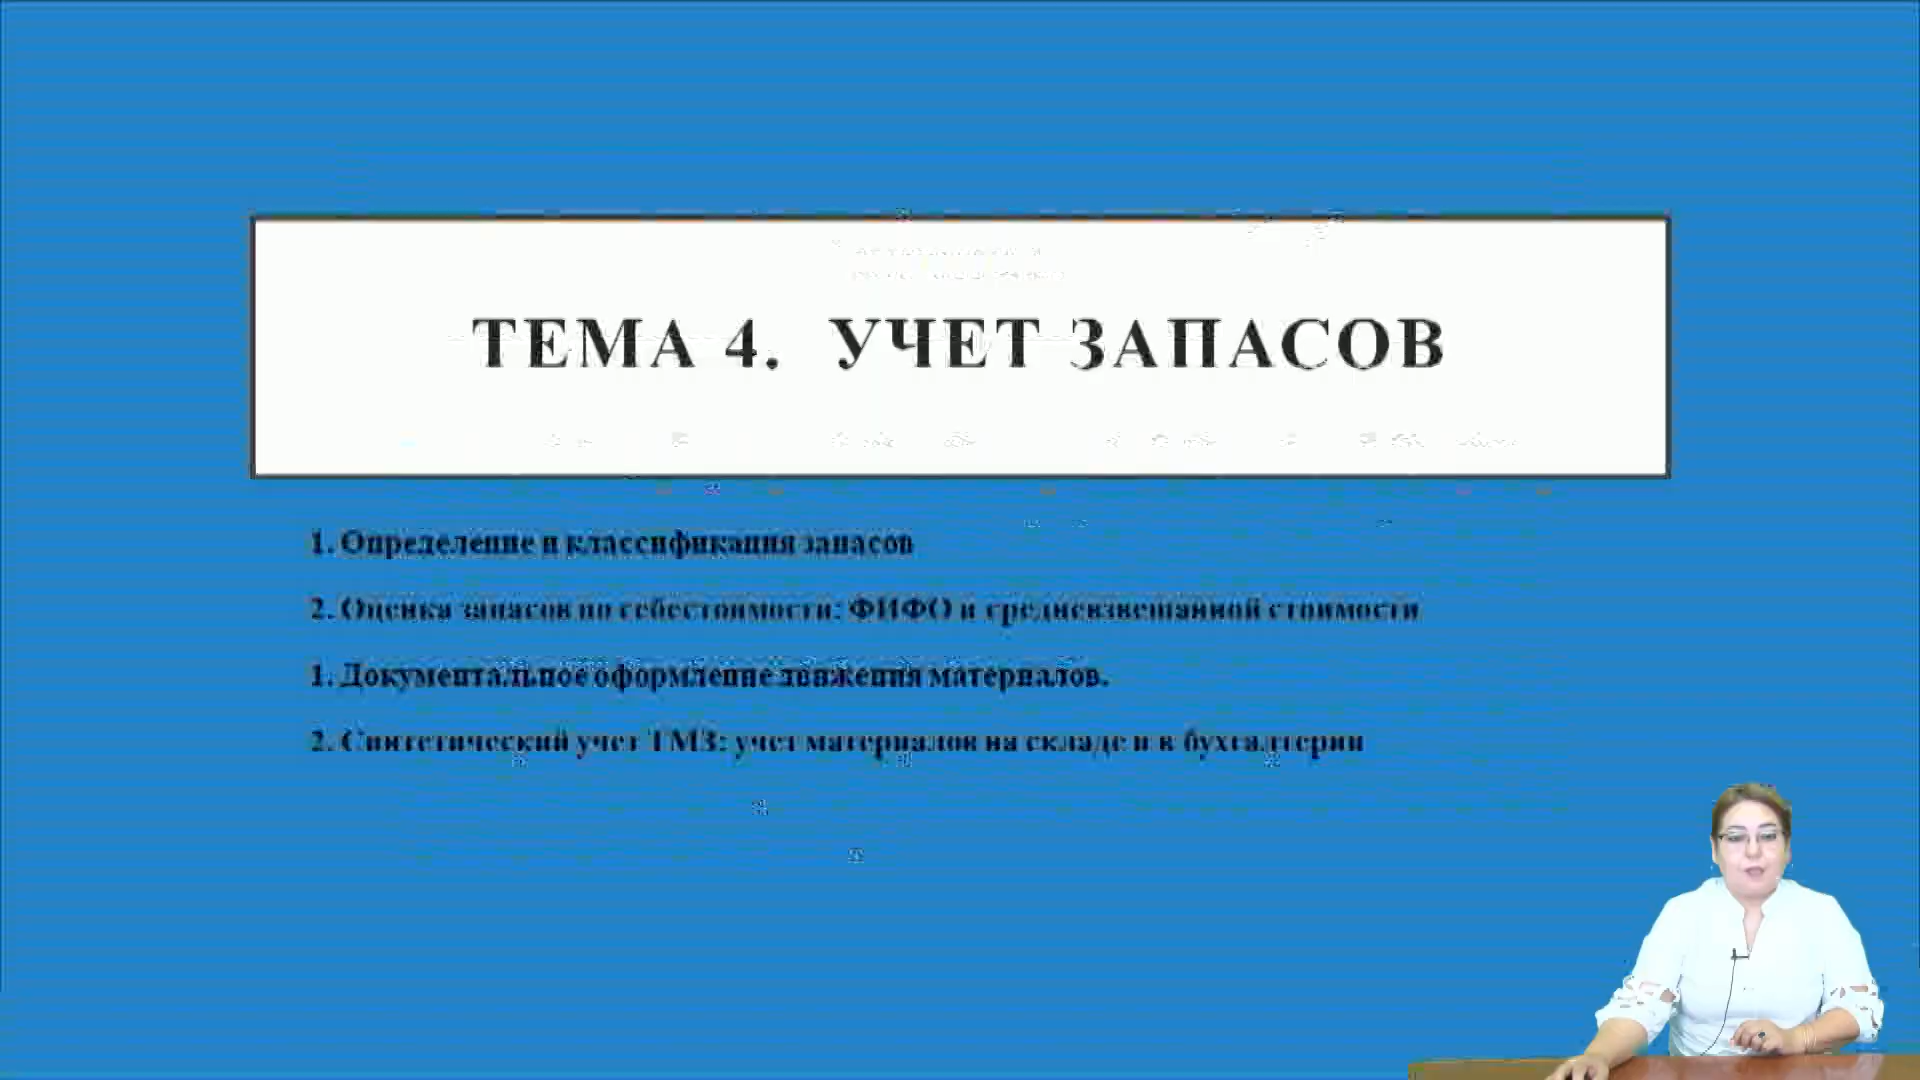 ТЕМА 4. УЧЕТ ЗАПАСОВ
1. Определение и классификация запасов
2. Оценка запасов по себестоимости: ФИФО и средневзвешанной стоимости
1. Документальное оформление движения материалов.
2. Синтетический учет ТМЗ: учет материалов на складе и в бухгалтерии